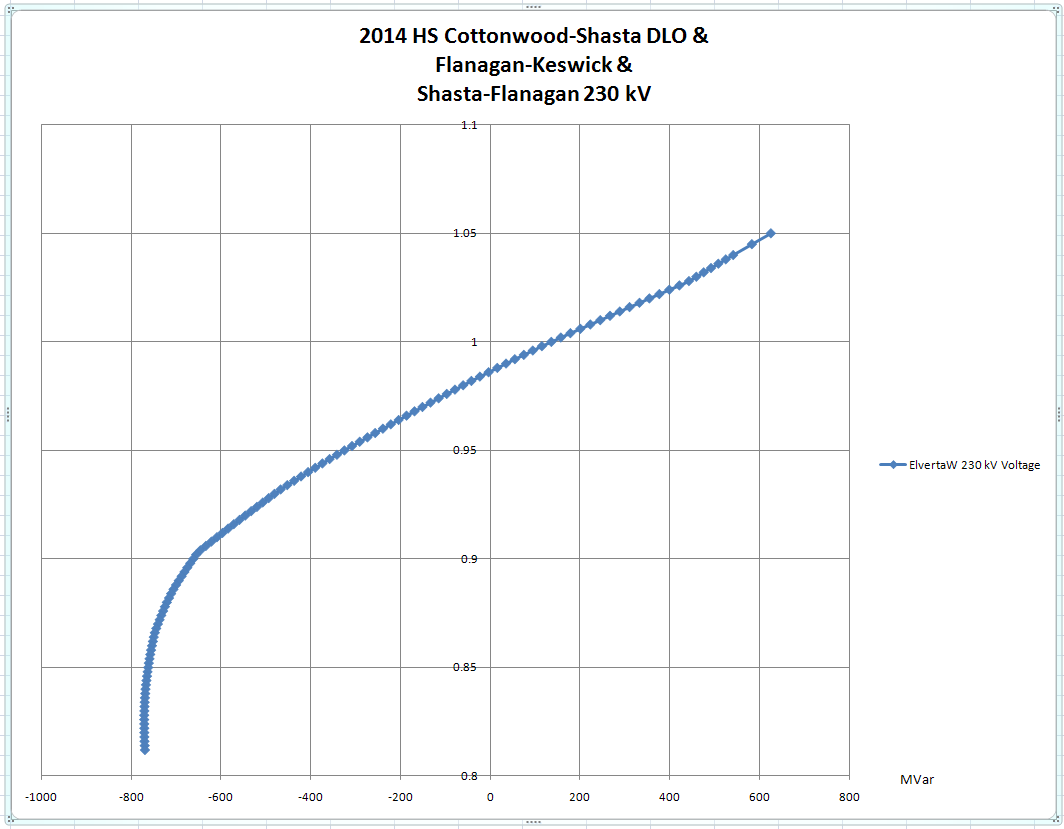 2014 HS Cottonwood-Shasta DLO &
Flanagan-Keswick &
Shasta-Flanagan 230 kV
1.1
1.05
1
0.95
0.9
0.85
0.8
-1000 -800 -600 -400 -200 0 200 400 600 800
MVar
ElvertaW 230 kV Voltage